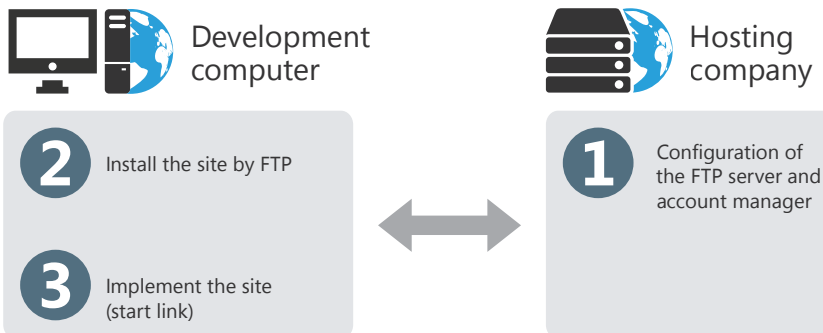 Development
computer
Hosting
company
2
Install the site by FTP
3
Implement the site
(start link)
1
Configuration of
the FTP server and
account manager